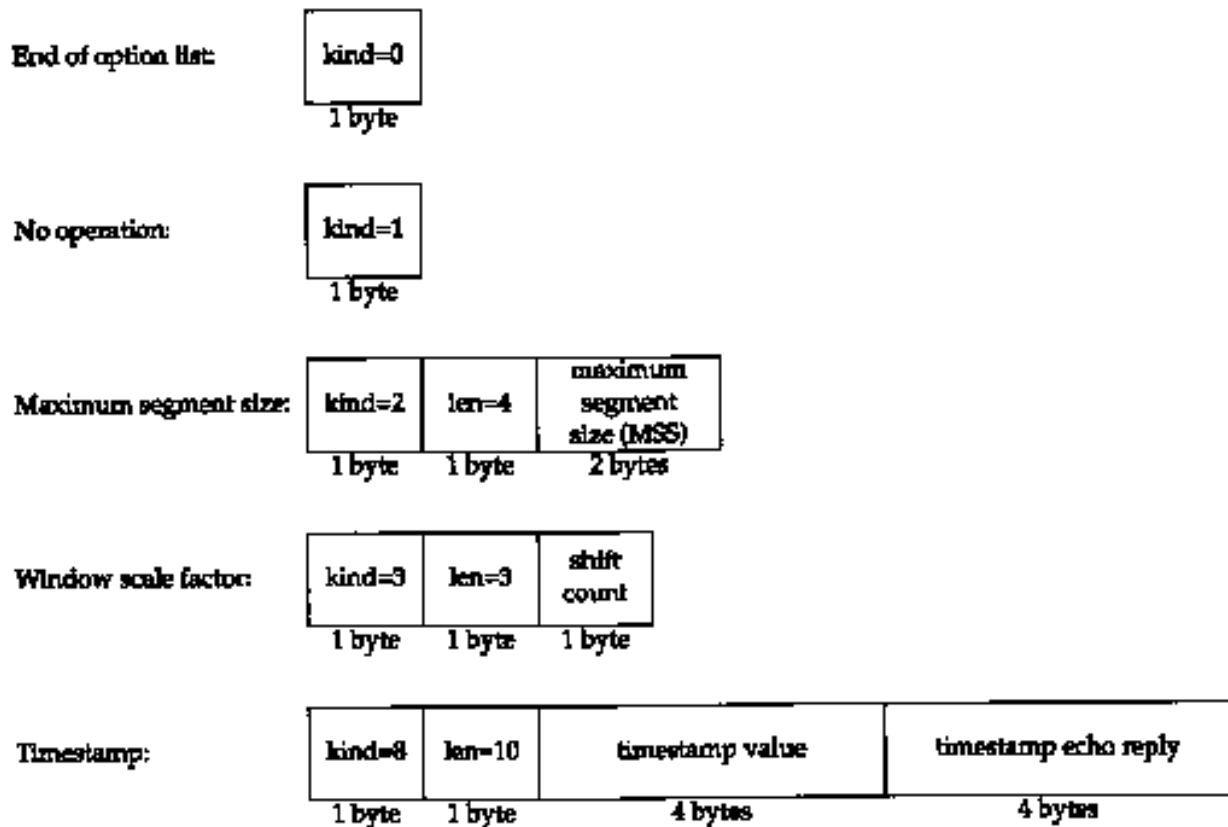 End of option list:
kind=0
1 byte
No operation:
kind=1
1 byte
Maximum segment size:
kind=2
len=4
maximum
segment
size (MSS)
1 byte
1 byte
2 bytes
Window scale factor:
kind=3
len=3
shift
count
1 byte
1 byte
1 byte
Timestamp:
kind=8
len=10
timestamp value
timestamp echo reply
1 byte
1 byte
4 bytes
4 bytes